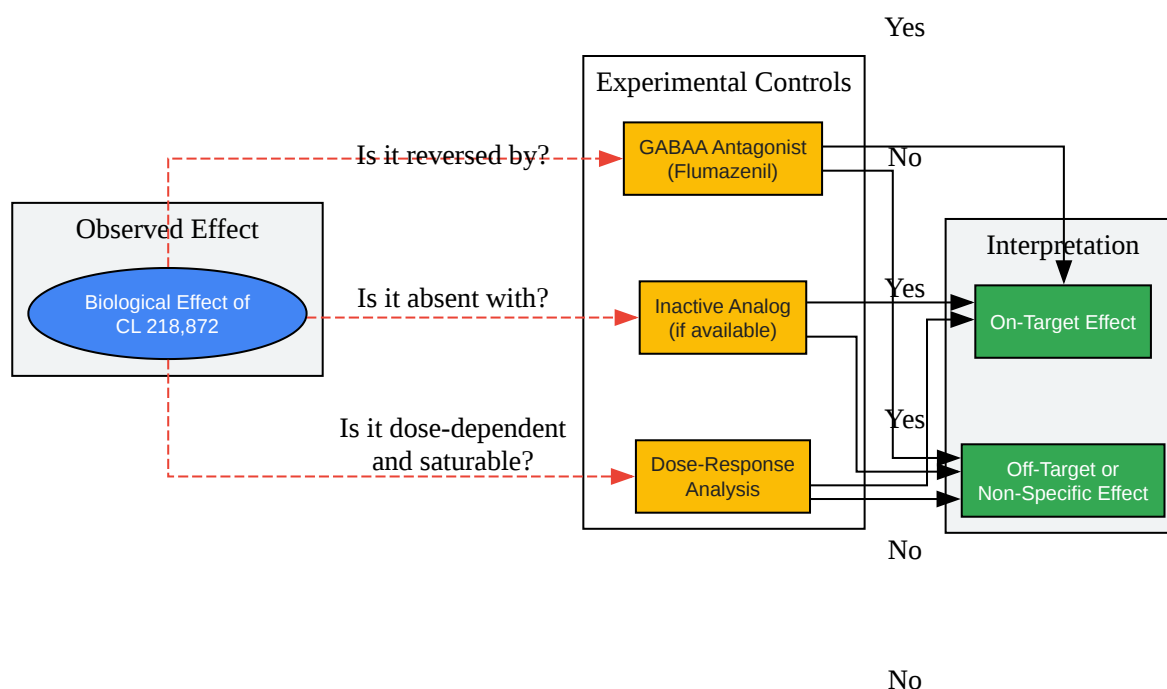 Yes
Experimental Controls
Is it reversed by?
GABAA Antagonist
(Flumazenil)
No
Observed Effect
Biological Effect of
CL 218,872
Is it absent with?
Inactive Analog
(if available)
Yes
Interpretation
On-Target Effect
Is it dose-dependent
and saturable?
Dose-Response
Analysis
Yes
Off-Target or
Non-Specific Effect
No
No